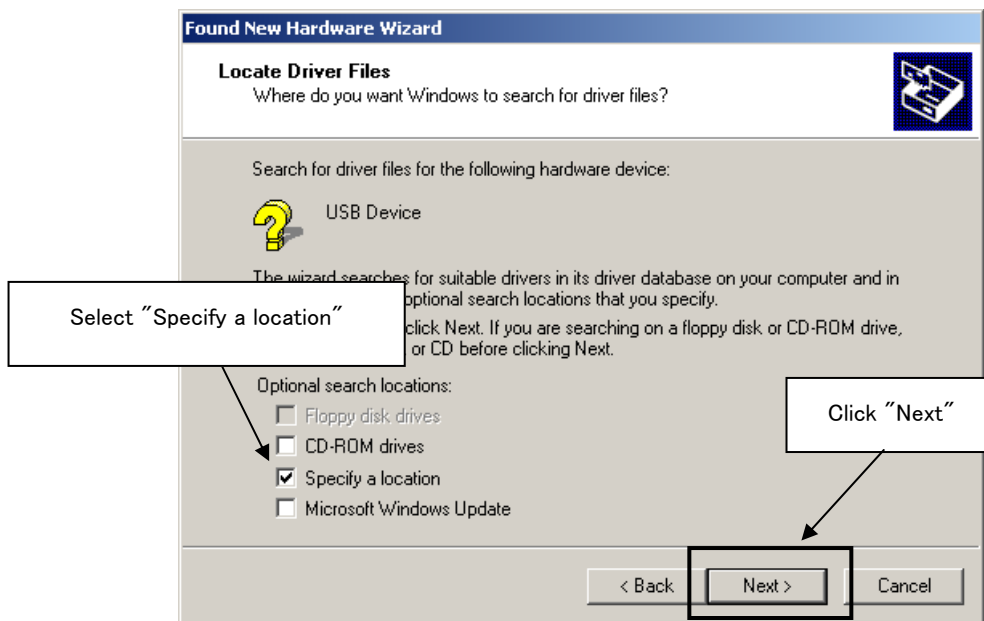 Found New Hardware Wizard
Locate Driver Files
Where do you want Windows to search for driver files?
Search for driver files for the following hardware device:
USB Device
The wizard searches for suitable drivers in its driver database on your computer and in
optional search locations that you specify.
Select "Specify a location"
click Next. If you are searching on a floppy disk or CD-ROM drive,
or CD before clicking Next.
Optional search locations:
Floppy disk drives
Click "Next"
CD-ROM drives
Specify a location
Microsoft Windows Update
< Back
Next >
Cancel